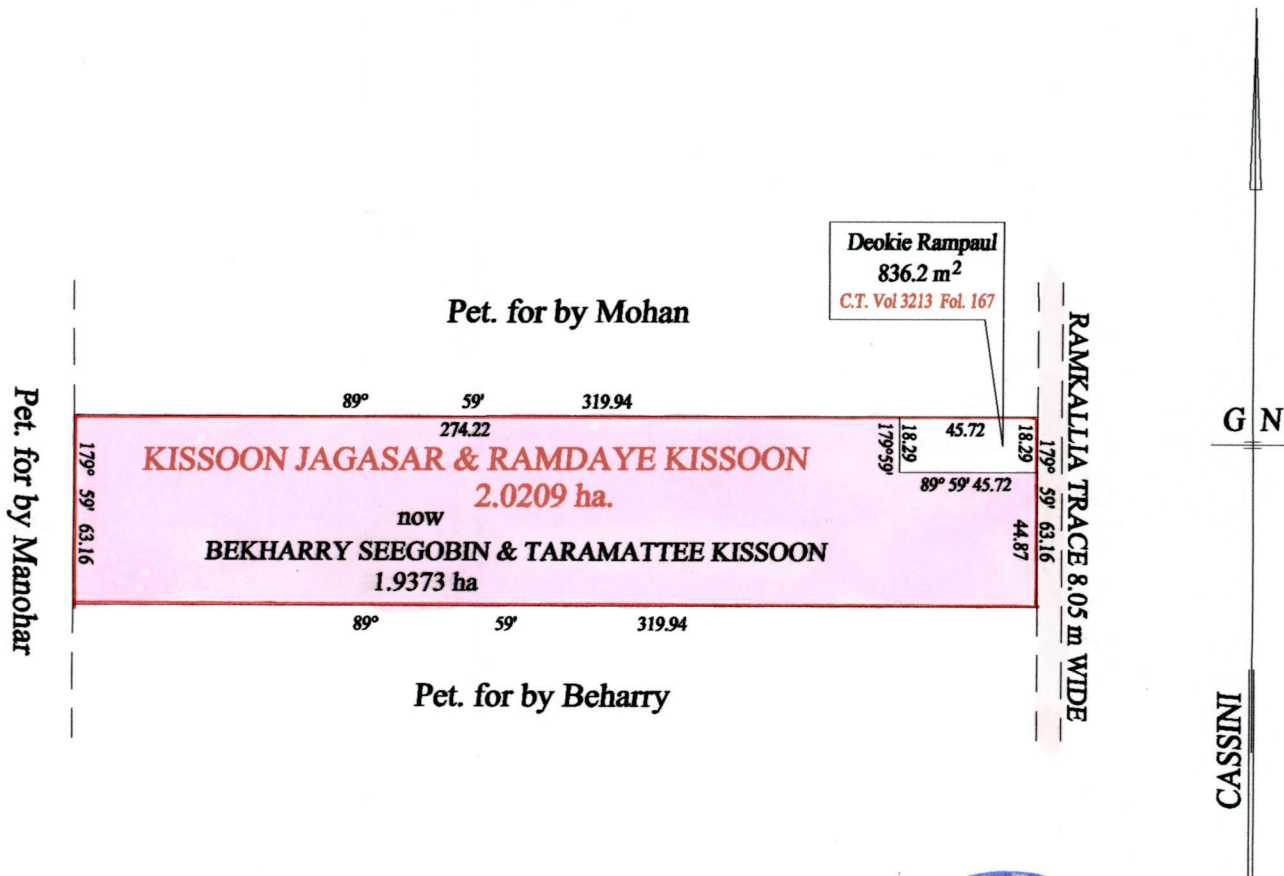 Deokie Rampaul
836.2 m²
C.T. Vol 3213 Fol. 167
Pet. for by Mohan
89° 59' 319.94
274.22
KISSOON JAGASAR & RAMDAYE KISSOON
2.0209 ha.
now
BEKHARRY SEEGOBIN & TARAMATTEE KISSOON
1.9373 ha
89° 59' 319.94
Pet. for by Beharry
Pet. for by Manohar
179° 59' 63.16
179°59'
18.29
45.72
18.29
89° 59' 45.72
44.87
179° 59' 63.16
RAMKALLIA TRACE 8.05 m WIDE
G N
CASSINI